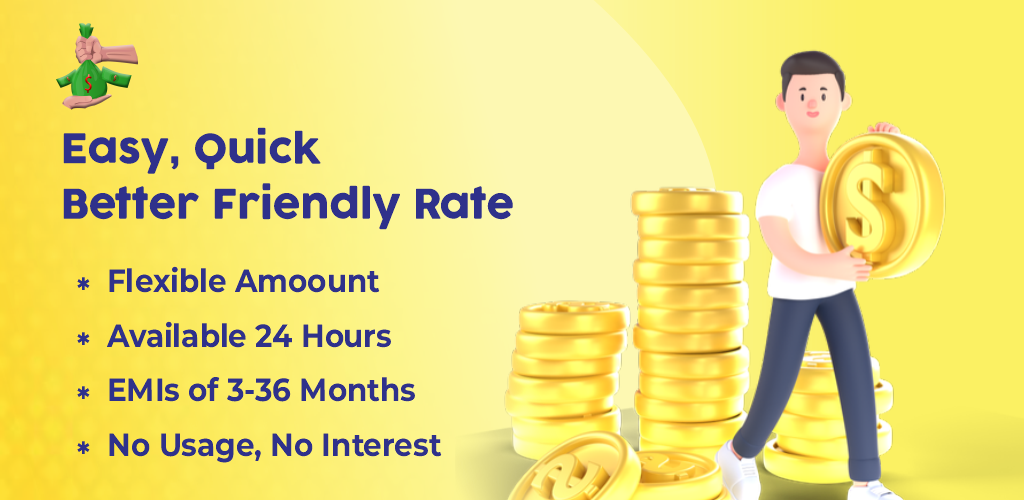 Easy, Quick
Better Friendly Rate
* Flexible Amoount
* Available 24 Hours
* EMIs of 3-36 Months
* No Usage, No Interest
$
$